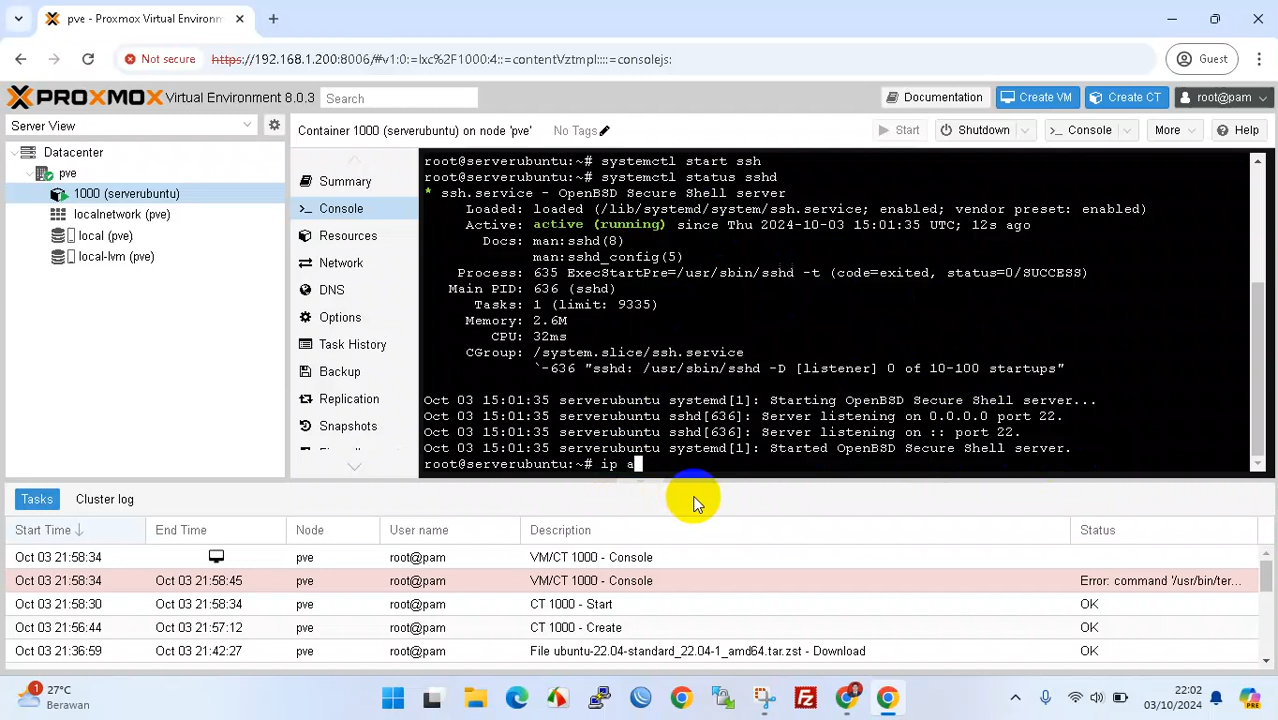 pve - Proxmox Virtual Environm
Not secure
https://192.168.1.200:8006/#v1:0:=lxc%2F1000:4::=contentVztmpl::::=consolejs:
Guest
PROXMOX Virtual Environment 8.0.3
Search
Documentation
Create VM
Create CT
root@pam
Server View
Container 1000 (serverubuntu) on node 'pve'
No Tags
Start
Shutdown
Console
More
Help
Datacenter
pve
1000 (serverubuntu)
localnetwork (pve)
local (pve)
local-lvm (pve)
Summary
Console
Resources
Network
DNS
Options
Task History
Backup
Replication
Snapshots
root@serverubuntu:~# systemctl start ssh
root@serverubuntu:~# systemctl status sshd
* ssh.service - OpenBSD Secure Shell server
Loaded: loaded (/lib/systemd/system/ssh.service; enabled; vendor preset: enabled)
Active: active (running) since Thu 2024-10-03 15:01:35 UTC; 12s ago
Docs: man:sshd(8)
man:sshd_config(5)
Process: 635 ExecStartPre=/usr/sbin/sshd -t (code=exited, status=0/SUCCESS)
Main PID: 636 (sshd)
Tasks: 1 (limit: 9335)
Memory: 2.6M
CPU: 32ms
CGroup: /system.slice/ssh.service
`-636 "sshd: /usr/sbin/sshd -D [listener] 0 of 10-100 startups"
Oct 03 15:01:35 serverubuntu systemd[1]: Starting OpenBSD Secure Shell server...
Oct 03 15:01:35 serverubuntu sshd[636]: Server listening on 0.0.0.0 port 22.
Oct 03 15:01:35 serverubuntu sshd[636]: Server listening on :: port 22.
Oct 03 15:01:35 serverubuntu systemd[1]: Started OpenBSD Secure Shell server.
root@serverubuntu:~# ip a
Tasks
Cluster log
Start Time End Time Node User name Description Status
Oct 03 21:58:34 pve root@pam VM/CT 1000 - Console
Oct 03 21:58:34 Oct 03 21:58:45 pve root@pam VM/CT 1000 - Console Error: command '/usr/bin/ter...
Oct 03 21:58:30 Oct 03 21:58:34 pve root@pam CT 1000 - Start OK
Oct 03 21:56:44 Oct 03 21:57:12 pve root@pam CT 1000 - Create OK
Oct 03 21:36:59 Oct 03 21:42:27 pve root@pam File ubuntu-22.04-standard_22.04-1_amd64.tar.zst - Download OK
1
27°C
Berawan
22:02
03/10/2024